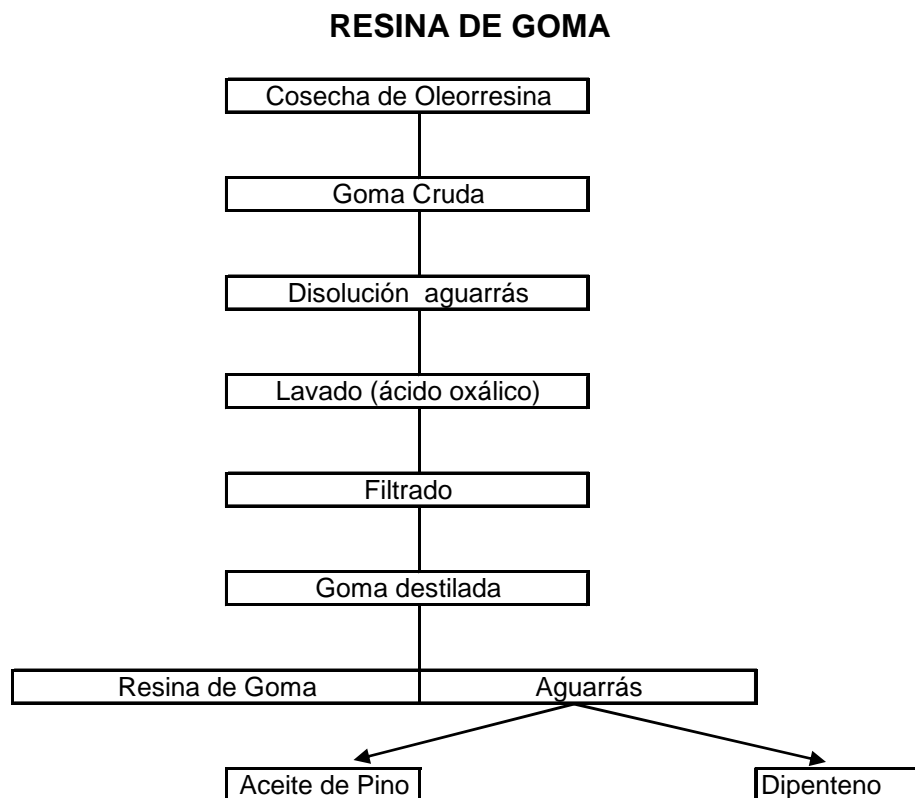 RESINA DE GOMA
Cosecha de Oleorresina
Goma Cruda
Disolución aguarrás
Lavado (ácido oxálico)
Filtrado
Goma destilada
Resina de Goma
Aguarrás
Aceite de Pino
Dipenteno